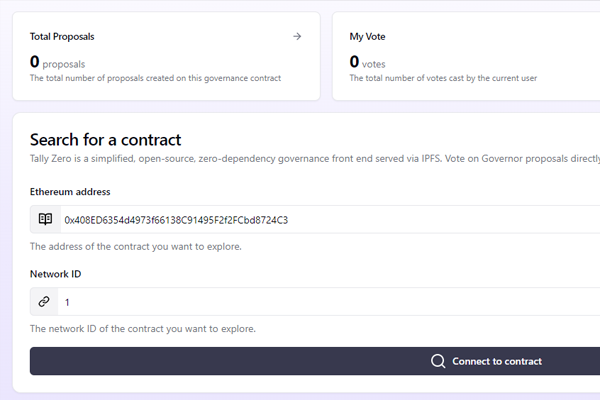 Total Proposals
0 proposals
The total number of proposals created on this governance contract
My Vote
0 votes
The total number of votes cast by the current user
Search for a contract
Tally Zero is a simplified, open-source, zero-dependency governance front end served via IPFS. Vote on Governor proposals directly
Ethereum address
0x408ED6354d4973f66138C91495F2f2FCbd8724C3
The address of the contract you want to explore.
Network ID
1
The network ID of the contract you want to explore.
Connect to contract